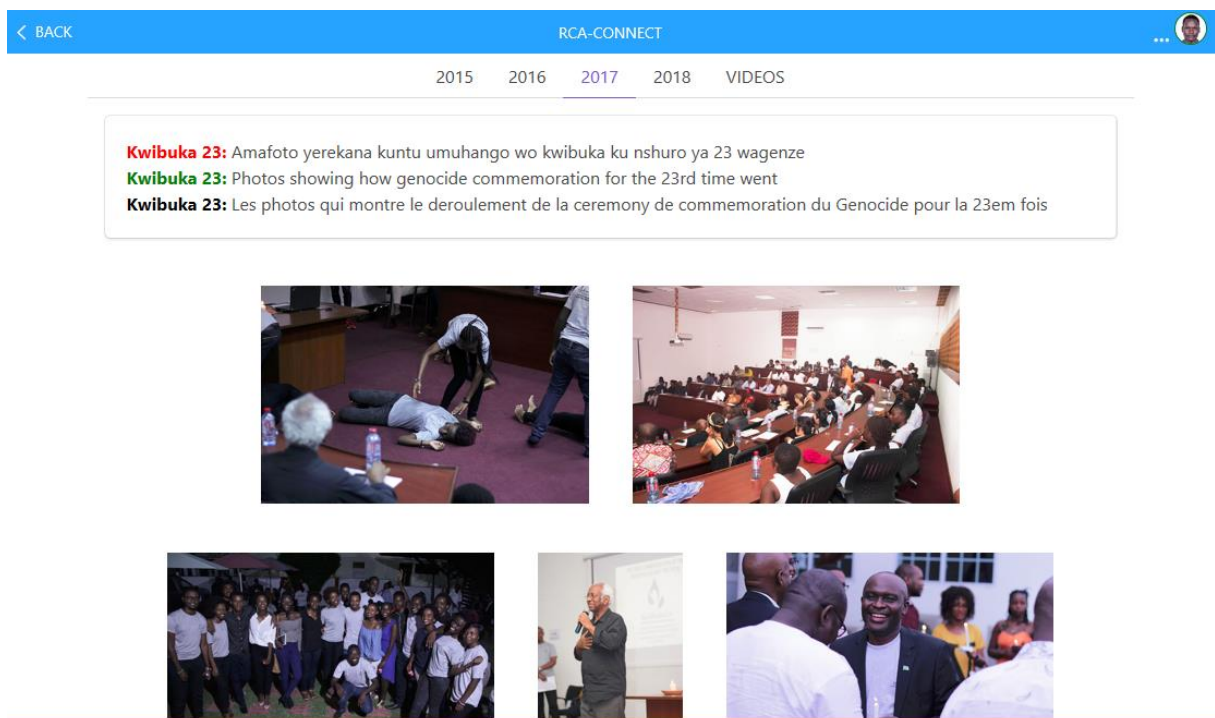 < BACK
RCA-CONNECT
...
2015 2016 2017 2018 VIDEOS
Kwibuka 23: Amafoto yerekana kuntu umuhango wo kwibuka ku nshuro ya 23 wagenze
Kwibuka 23: Photos showing how genocide commemoration for the 23rd time went
Kwibuka 23: Les photos qui montre le deroulement de la ceremony de commemoration du Genocide pour la 23em fois